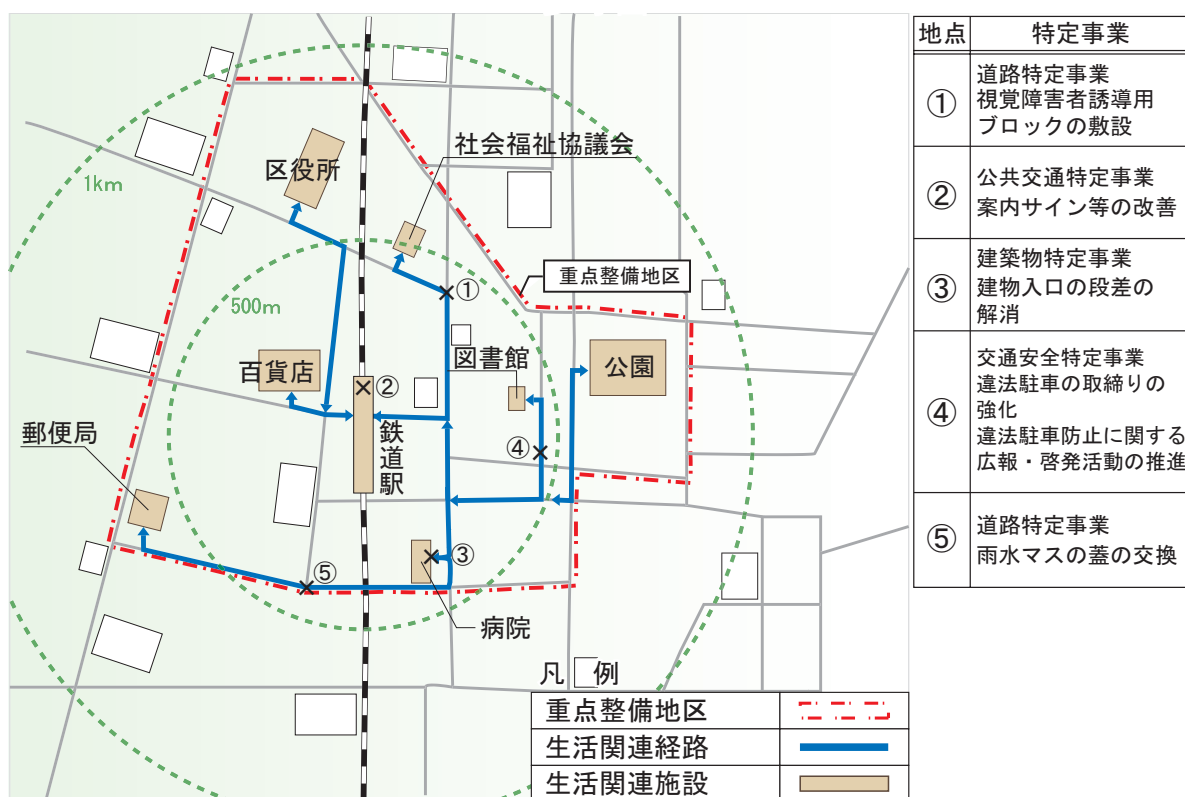 1km
500m
区役所
社会福祉協議会
重点整備地区
①
図書館
公園
百貨店
②
鉄道駅
④
郵便局
③
⑤
病院
凡 例
重点整備地区
生活関連経路
生活関連施設
地点 特定事業
① 道路特定事業
視覚障害者誘導用
ブロックの敷設
② 公共交通特定事業
案内サイン等の改善
③ 建築物特定事業
建物入口の段差の
解消
④ 交通安全特定事業
違法駐車の取締りの
強化
違法駐車防止に関する
広報・啓発活動の推進
⑤ 道路特定事業
雨水マスの蓋の交換